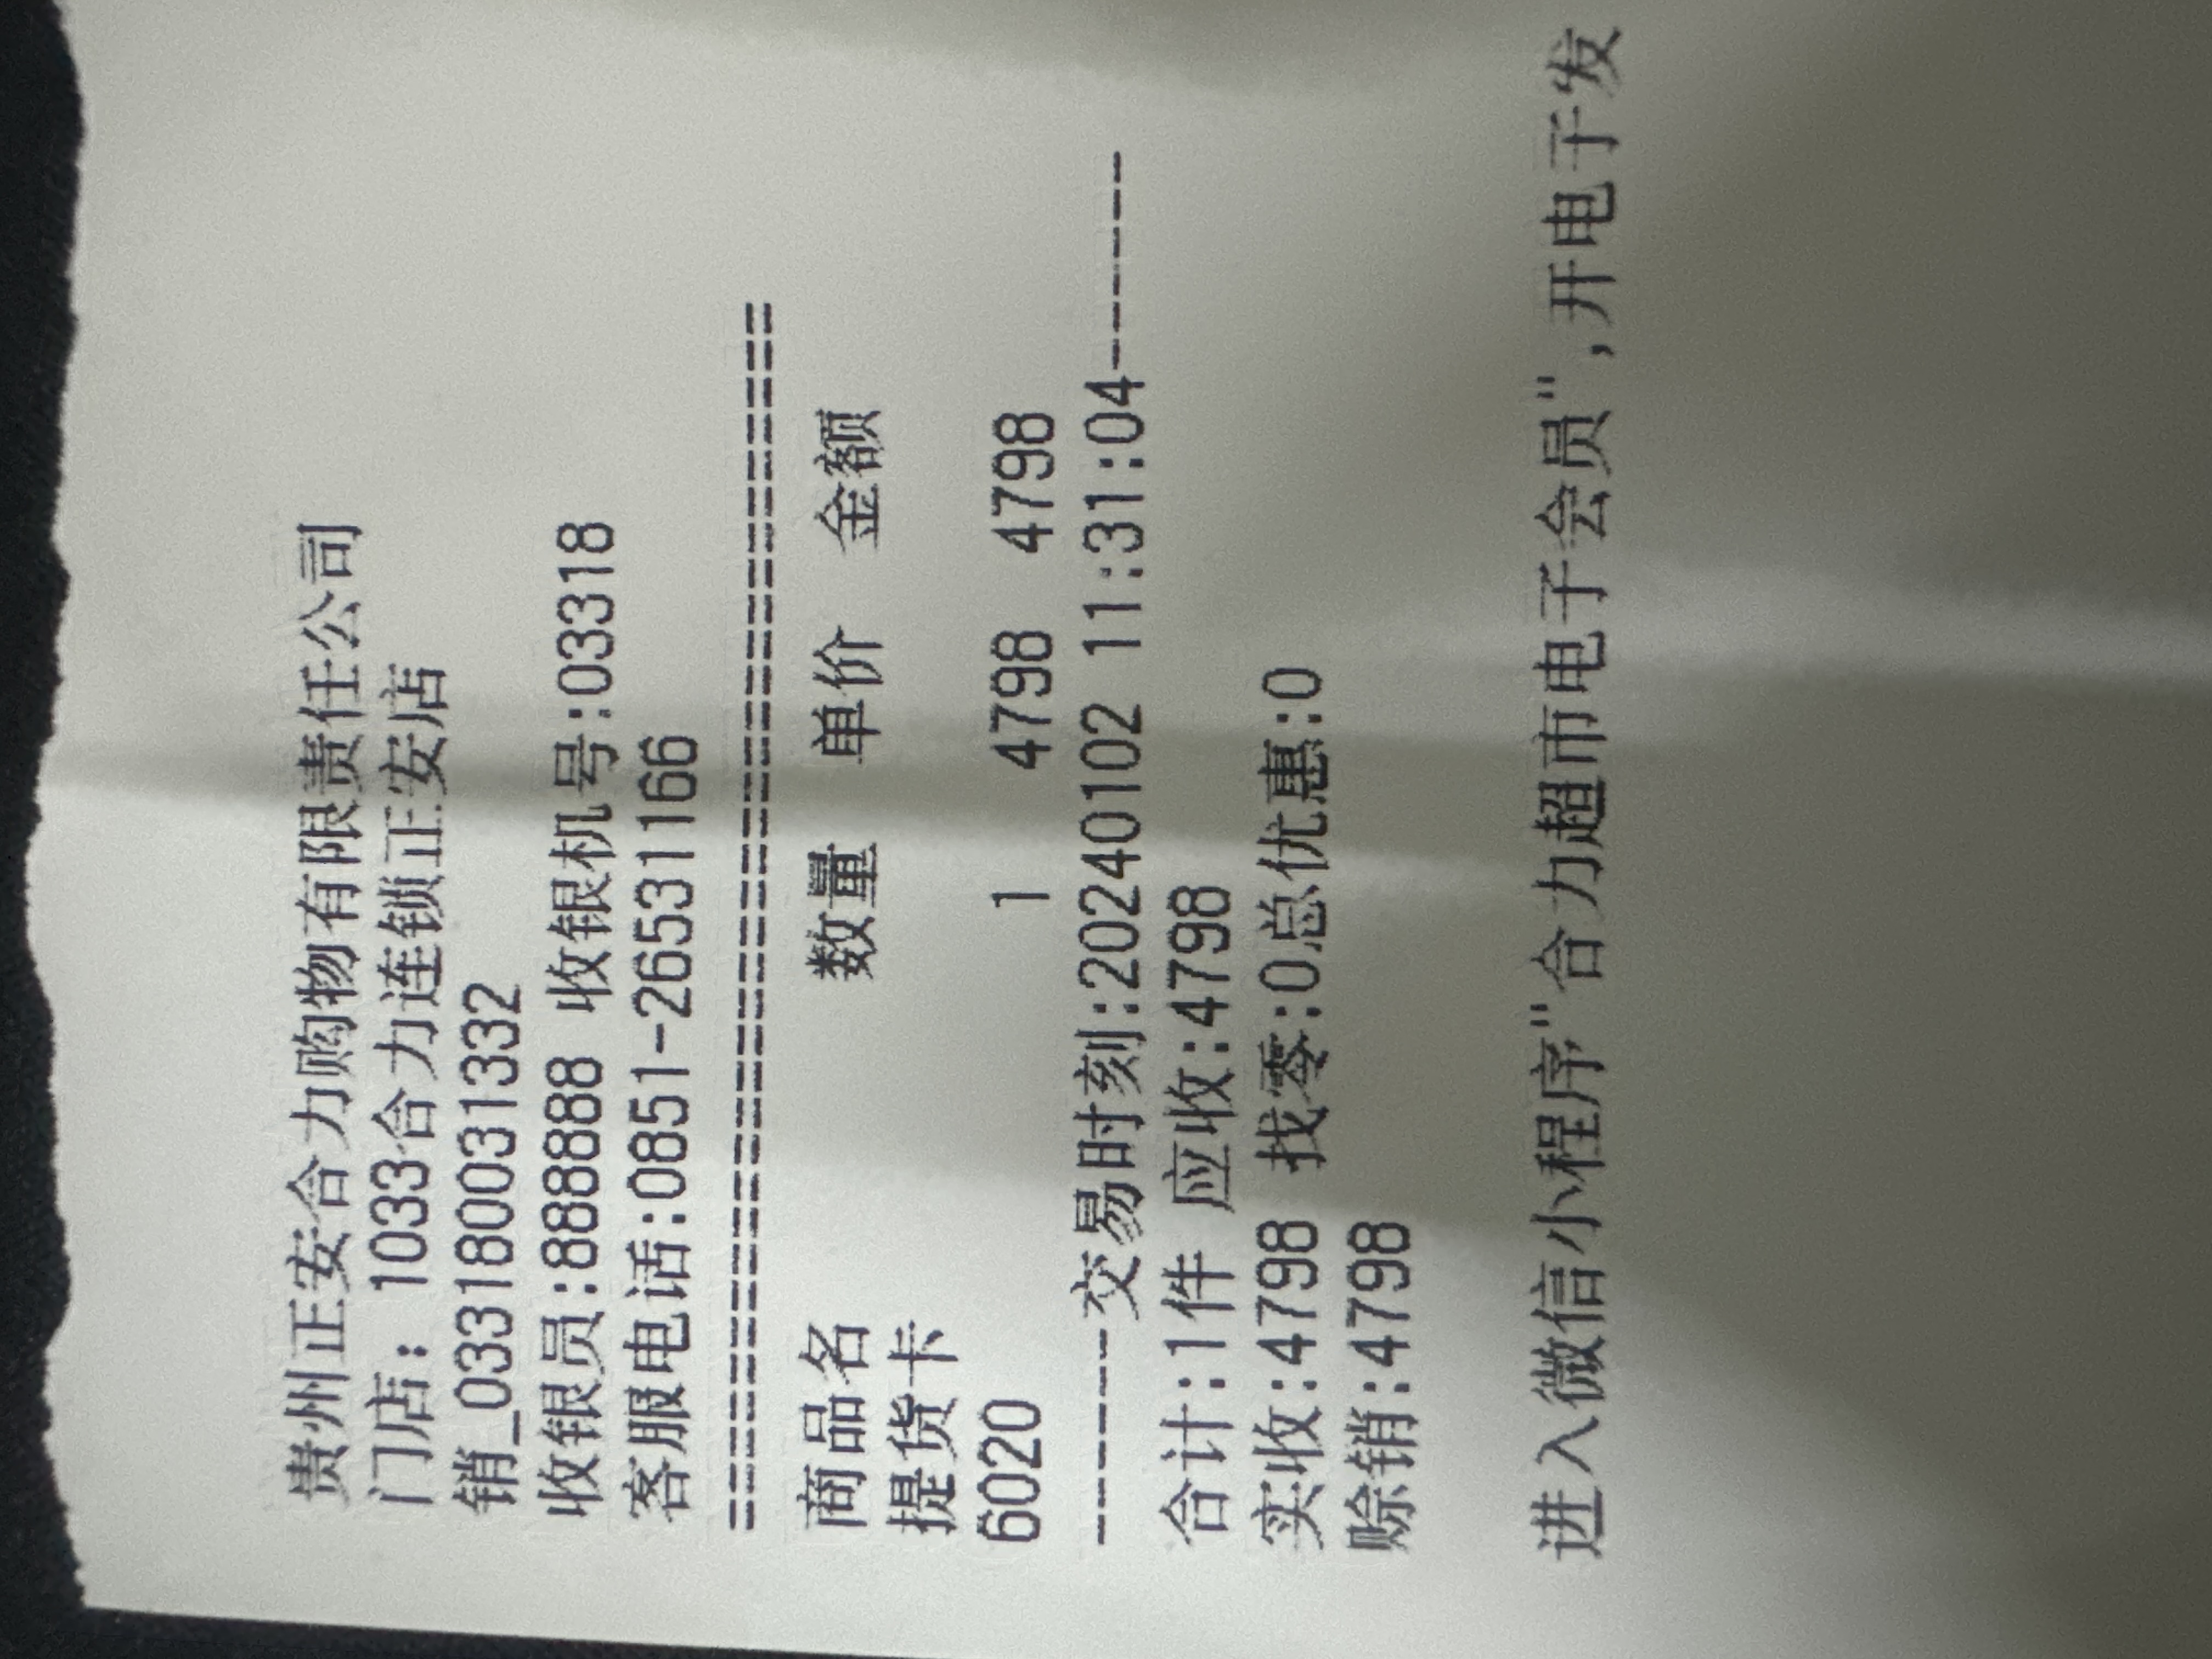 贵州正安合力购物有限责任公司
门店: 1033合力连锁正安店
销_03318003​1332
收银员:888888 收银机号:03318
客服电话:0851-26531166
============================================
商品名 数量 单价 金额
提货卡
6020 1 4798 4798
--------交易时刻:20240102 11:31:04--------
合计:1件 应收:4798
实收:4798 找零:0总优惠:0
赊销:4798
进入微信小程序"合力超市电子会员",开电子发